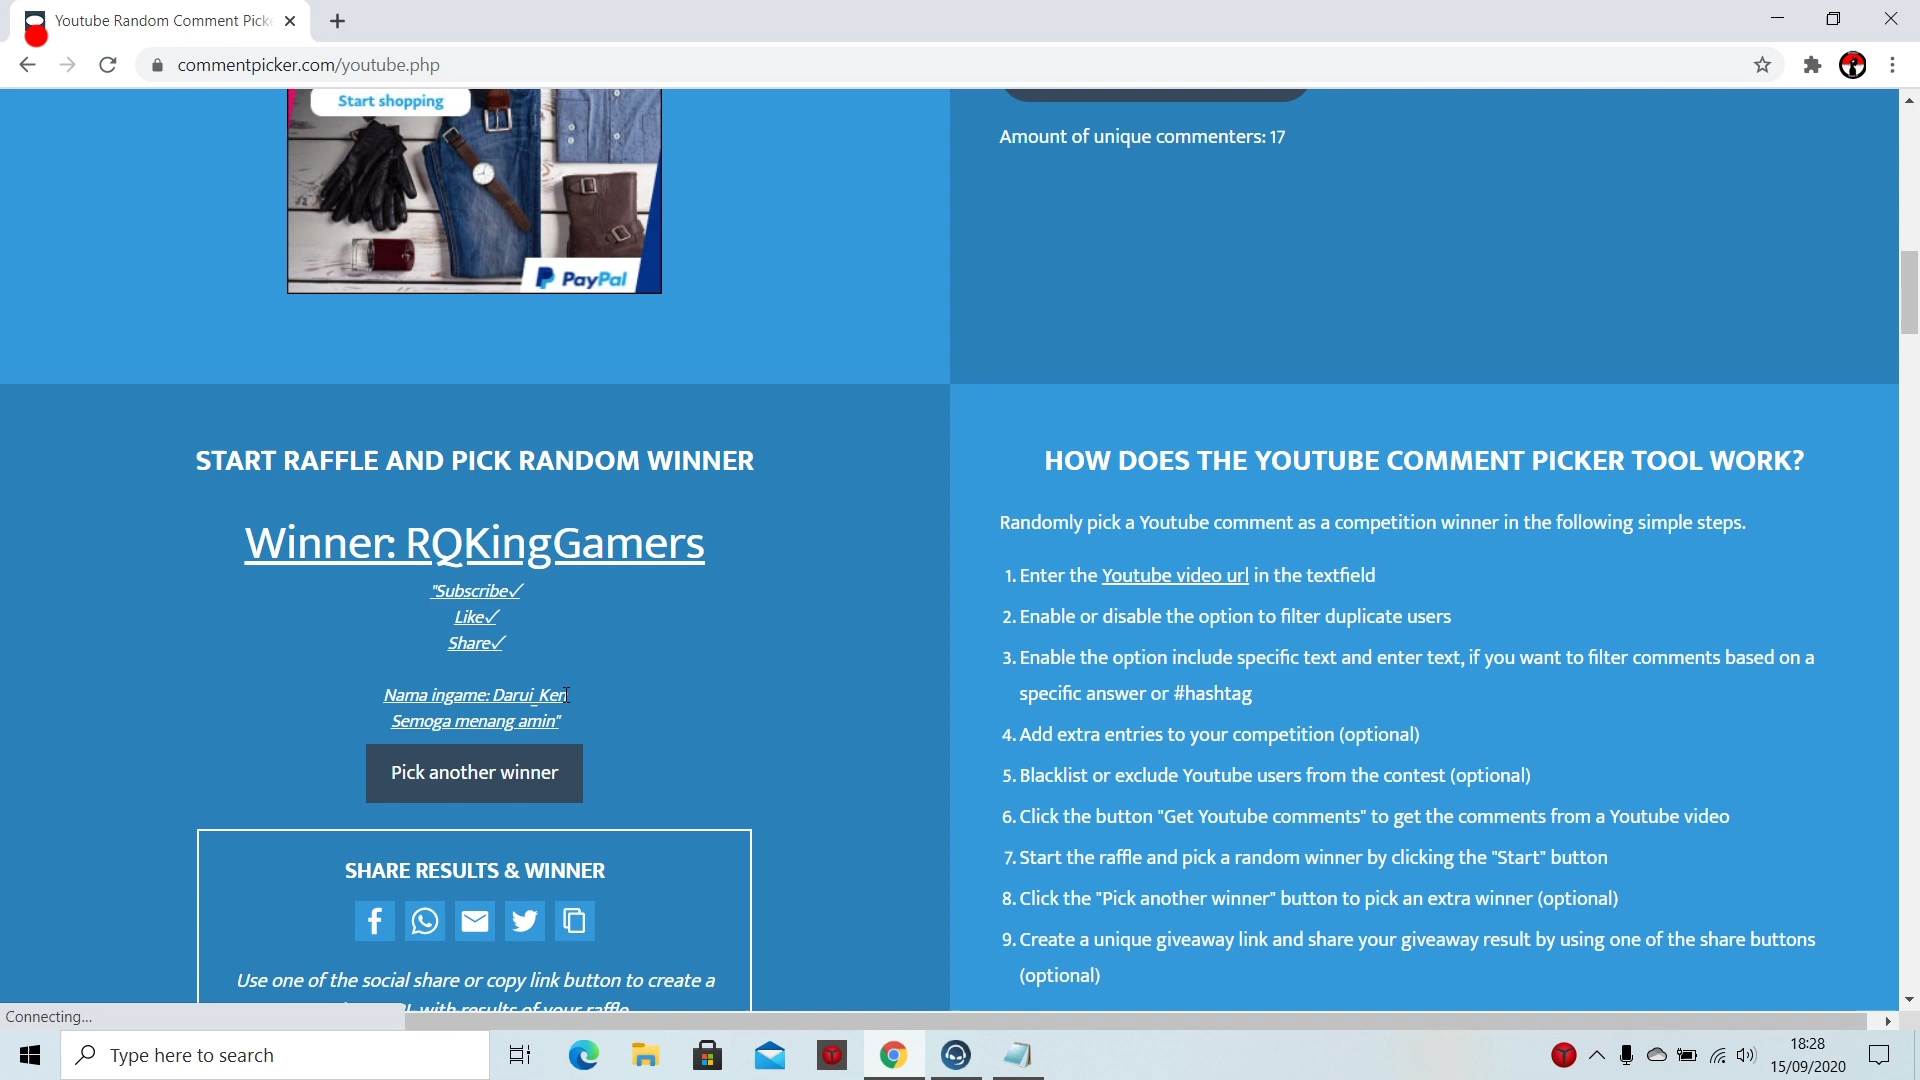 Youtube Random Comment Picke
commentpicker.com/youtube.php
Start shopping
PayPal
Amount of unique commenters: 17
START RAFFLE AND PICK RANDOM WINNER
Winner: RQKingGamers
"Subscribe✓
Like✓
Share✓
Nama ingame: Darui_Ken
Semoga menang amin"
Pick another winner
SHARE RESULTS & WINNER
Use one of the social share or copy link button to create a
URL with results of your raffle
HOW DOES THE YOUTUBE COMMENT PICKER TOOL WORK?
Randomly pick a Youtube comment as a competition winner in the following simple steps.
1. Enter the Youtube video url in the textfield
2. Enable or disable the option to filter duplicate users
3. Enable the option include specific text and enter text, if you want to filter comments based on a
specific answer or #hashtag
4. Add extra entries to your competition (optional)
5. Blacklist or exclude Youtube users from the contest (optional)
6. Click the button "Get Youtube comments" to get the comments from a Youtube video
7. Start the raffle and pick a random winner by clicking the "Start" button
8. Click the "Pick another winner" button to pick an extra winner (optional)
9. Create a unique giveaway link and share your giveaway result by using one of the share buttons
(optional)
Connecting...
Type here to search
18:28
15/09/2020